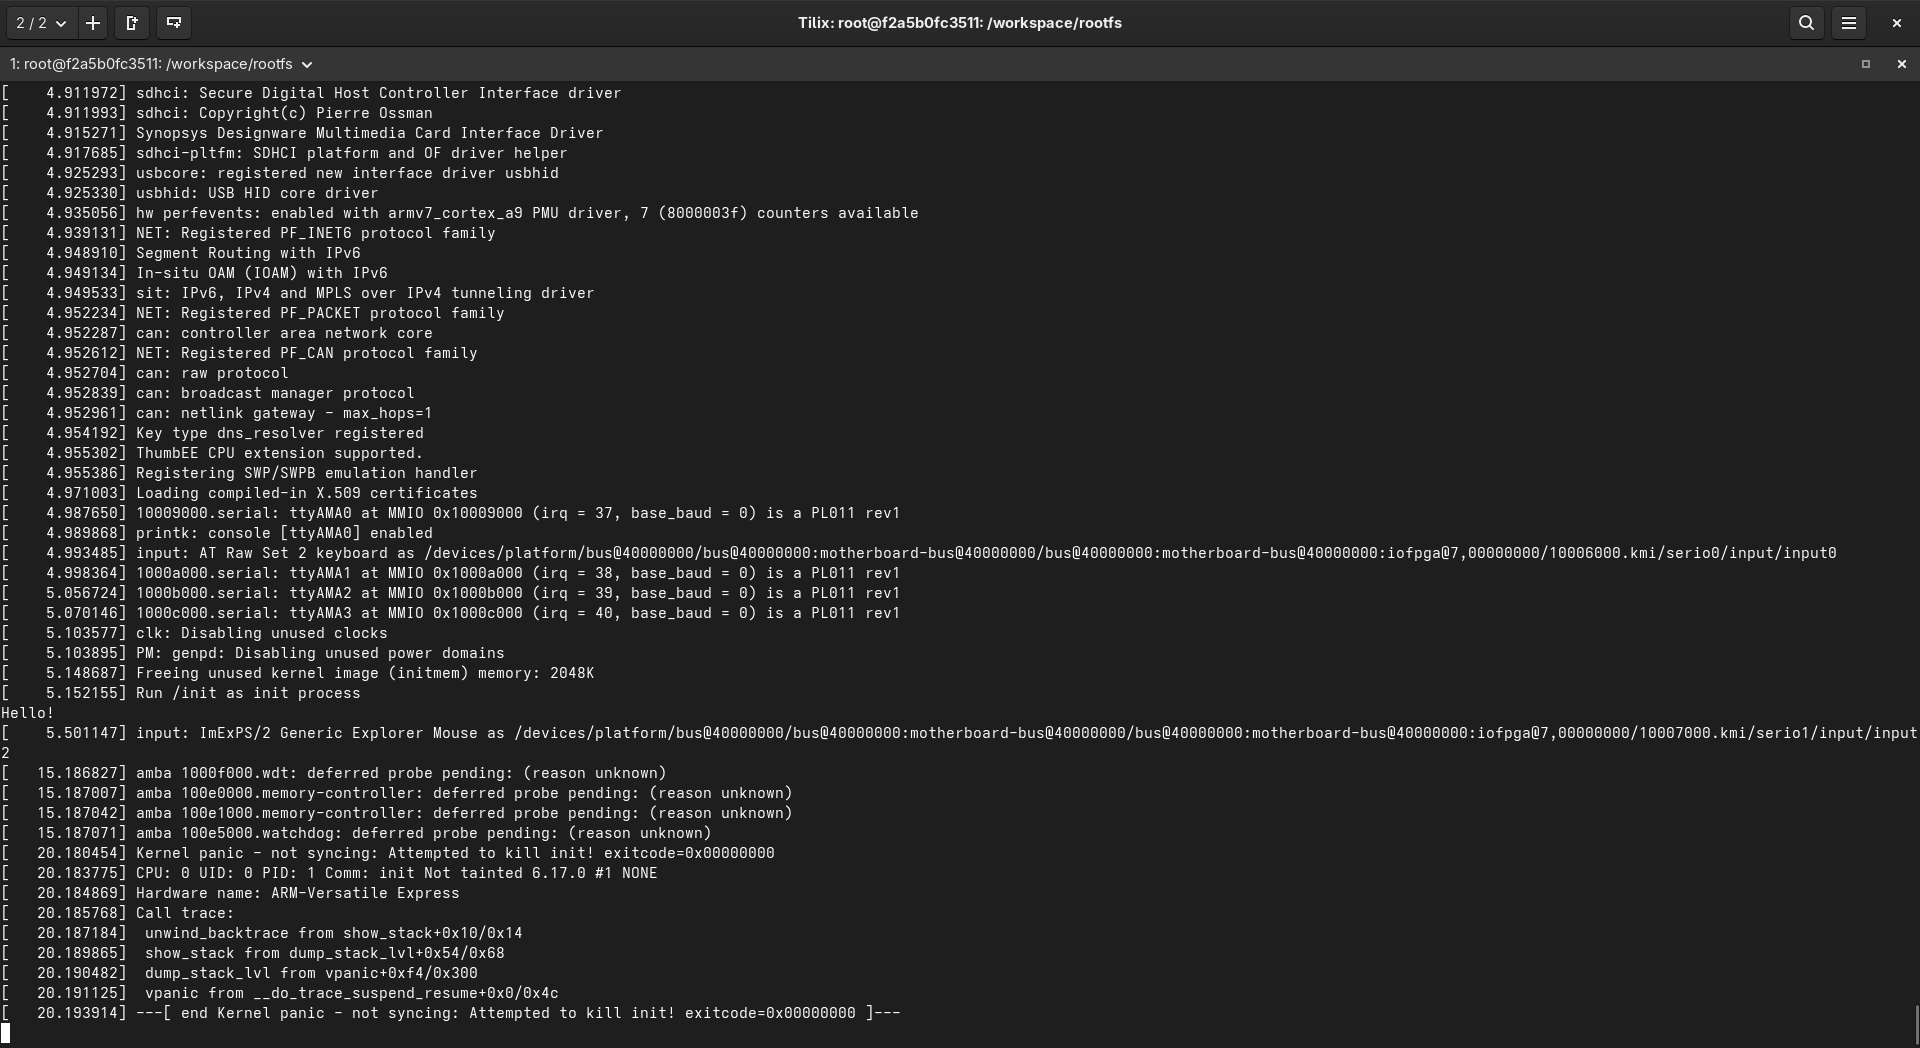 2 / 2
Tilix: root@f2a5b0fc3511: /workspace/rootfs
1: root@f2a5b0fc3511: /workspace/rootfs
[    4.911972] sdhci: Secure Digital Host Controller Interface driver
[    4.911993] sdhci: Copyright(c) Pierre Ossman
[    4.915271] Synopsys Designware Multimedia Card Interface Driver
[    4.917685] sdhci-pltfm: SDHCI platform and OF driver helper
[    4.925293] usbcore: registered new interface driver usbhid
[    4.925330] usbhid: USB HID core driver
[    4.935056] hw perfevents: enabled with armv7_cortex_a9 PMU driver, 7 (8000003f) counters available
[    4.939131] NET: Registered PF_INET6 protocol family
[    4.948910] Segment Routing with IPv6
[    4.949134] In-situ OAM (IOAM) with IPv6
[    4.949533] sit: IPv6, IPv4 and MPLS over IPv4 tunneling driver
[    4.952234] NET: Registered PF_PACKET protocol family
[    4.952287] can: controller area network core
[    4.952612] NET: Registered PF_CAN protocol family
[    4.952704] can: raw protocol
[    4.952839] can: broadcast manager protocol
[    4.952961] can: netlink gateway - max_hops=1
[    4.954192] Key type dns_resolver registered
[    4.955302] ThumbEE CPU extension supported.
[    4.955386] Registering SWP/SWPB emulation handler
[    4.971003] Loading compiled-in X.509 certificates
[    4.987650] 10009000.serial: ttyAMA0 at MMIO 0x10009000 (irq = 37, base_baud = 0) is a PL011 rev1
[    4.989868] printk: console [ttyAMA0] enabled
[    4.993485] input: AT Raw Set 2 keyboard as /devices/platform/bus@40000000/bus@40000000:motherboard-bus@40000000/bus@40000000:motherboard-bus@40000000:iofpga@7,00000000/10006000.kmi/serio0/input/input0
[    4.998364] 1000a000.serial: ttyAMA1 at MMIO 0x1000a000 (irq = 38, base_baud = 0) is a PL011 rev1
[    5.056724] 1000b000.serial: ttyAMA2 at MMIO 0x1000b000 (irq = 39, base_baud = 0) is a PL011 rev1
[    5.070146] 1000c000.serial: ttyAMA3 at MMIO 0x1000c000 (irq = 40, base_baud = 0) is a PL011 rev1
[    5.103577] clk: Disabling unused clocks
[    5.103895] PM: genpd: Disabling unused power domains
[    5.148687] Freeing unused kernel image (initmem) memory: 2048K
[    5.152155] Run /init as init process
Hello!
[    5.501147] input: ImExPS/2 Generic Explorer Mouse as /devices/platform/bus@40000000/bus@40000000:motherboard-bus@40000000/bus@40000000:motherboard-bus@40000000:iofpga@7,00000000/10007000.kmi/serio1/input/input
2
[   15.186827] amba 1000f000.wdt: deferred probe pending: (reason unknown)
[   15.187007] amba 100e0000.memory-controller: deferred probe pending: (reason unknown)
[   15.187042] amba 100e1000.memory-controller: deferred probe pending: (reason unknown)
[   15.187071] amba 100e5000.watchdog: deferred probe pending: (reason unknown)
[   20.180454] Kernel panic - not syncing: Attempted to kill init! exitcode=0x00000000
[   20.183775] CPU: 0 UID: 0 PID: 1 Comm: init Not tainted 6.17.0 #1 NONE
[   20.184869] Hardware name: ARM-Versatile Express
[   20.185768] Call trace:
[   20.187184]  unwind_backtrace from show_stack+0x10/0x14
[   20.189865]  show_stack from dump_stack_lvl+0x54/0x68
[   20.190482]  dump_stack_lvl from vpanic+0xf4/0x300
[   20.191125]  vpanic from __do_trace_suspend_resume+0x0/0x4c
[   20.193914] ---[ end Kernel panic - not syncing: Attempted to kill init! exitcode=0x00000000 ]---